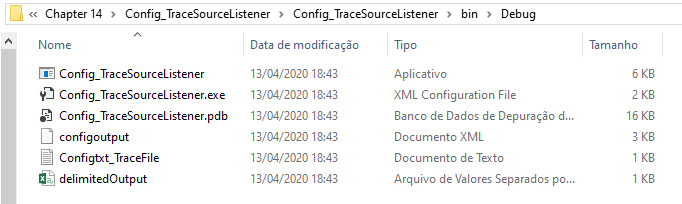 « Chapter 14 > Config_TraceSourceListener > Config_TraceSourceListener > bin > Debug
Nome Data de modificação Tipo Tamanho
Config_TraceSourceListener 13/04/2020 18:43 Aplicativo 6 KB
Config_TraceSourceListener.exe 13/04/2020 18:43 XML Configuration File 2 KB
Config_TraceSourceListener.pdb 13/04/2020 18:43 Banco de Dados de Depuração d... 16 KB
configoutput 13/04/2020 18:43 Documento XML 3 KB
Configtxt_TraceFile 13/04/2020 18:43 Documento de Texto 1 KB
delimitedOutput 13/04/2020 18:43 Arquivo de Valores Separados po... 1 KB